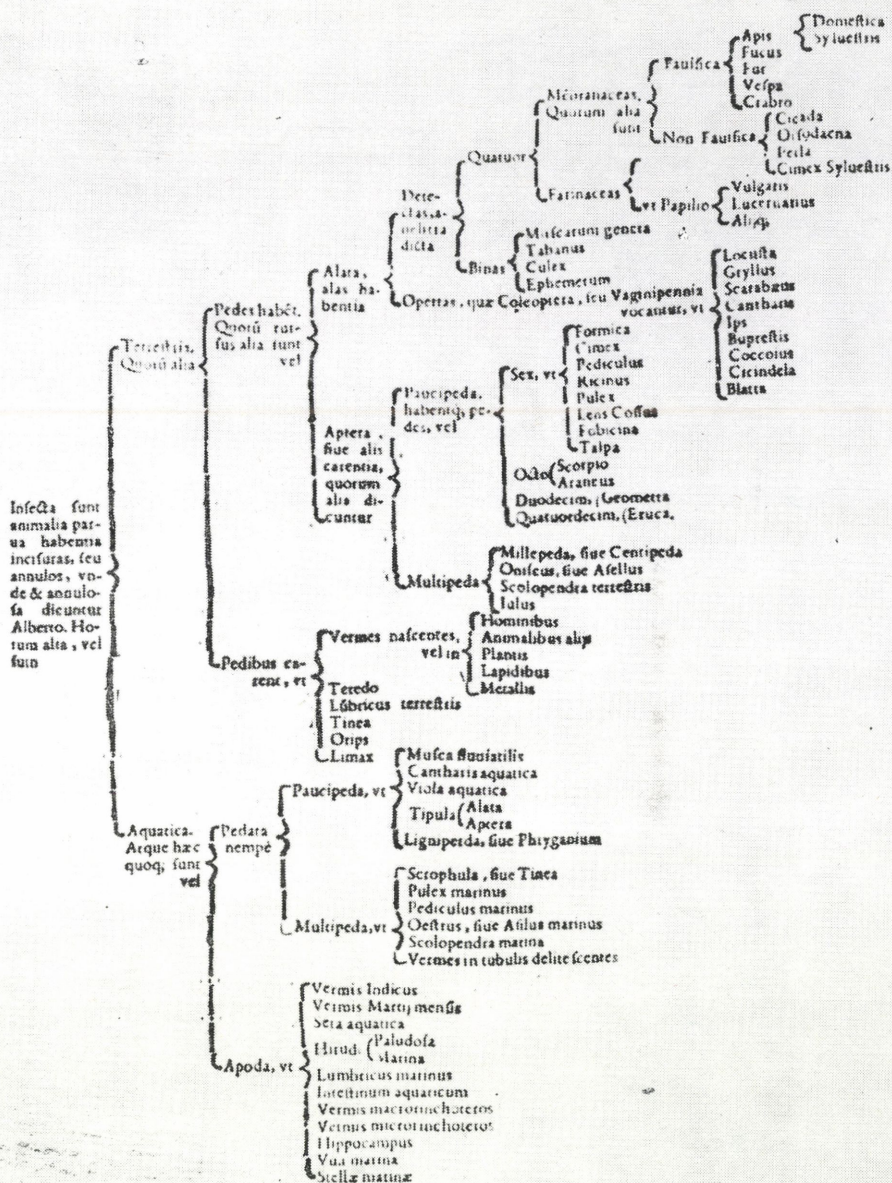 Insecta sunt
animalia par-
ua habentia
incisuras, seu
annulos, vn-
de & annulo-
sa dicuntur
Alberto. Ho-
rum alia, vel
sunt
Terrestria,
Quorū alia
Pedes habēt.
Quorū rur-
sus alia sunt
vel
Alata,
alas ha-
bentia
Dete-
cta
dicta
Quatuor
Mēbranaceas,
Quorum alia
sunt
Fauifica
Apis
Domestica
Syluestris
Fucus
Fur
Vespa
Crabro
Non Fauifica
Cicada
Orsodacna
Perla
Cimex Syluestris
Farinaceas
vt Papilio
Vulgaris
Lucernarius
Alijq;
Binas
Muscarum genera
Tabanus
Culex
Ephemerum
Opertas, quæ Coleoptera, seu Vaginipennia
vocantur, vt
Locusta
Gryllus
Scarabæus
Cantharis
Ips
Buprestis
Coccoius
Cicindela
Blatta
Aptera,
siue alis
carentia,
quorum
alia di-
cuntur
Paucipeda,
habentq; pe-
des, vel
Sex, vt
Formica
Cimex
Pediculus
Ricinus
Pulex
Lens Cossus
Forbicina
Talpa
Octo
Scorpio
Araneus
Duodecim, (Geometra
Quatuordecim, (Eruca.
Multipeda
Millepeda, siue Centipeda
Oniscus, siue Asellus
Scolopendra terrestris
Iulus
Pedibus ca-
rent, vt
Vermes nascentes,
vel in
Hominibus
Animalibus alijs
Plantis
Lapidibus
Metallis
Teredo
Lūbricus terrestris
Tinea
Orips
Limax
Aquatica.
Atque hæc
quoq; sunt
vel
Pedata
nempè
Paucipeda, vt
Musca fluuiatilis
Cantharis aquatica
Viola aquatica
Tipula
Alata
Aptera
Ligniperda, siue Phryganium
Multipeda, vt
Scrophula, siue Tinea
Pulex marinus
Pediculus marinus
Oestrus, siue Asilus marinus
Scolopendra marina
Vermes in tubulis delitescentes
Apoda, vt
Vermis Indicus
Vermis Martij mensis
Seta aquatica
Hirud.
Paludosa
Marina
Lumbricus marinus
Intestinum aquaticum
Vermis macrorinchoteros
Vermis microrinchoteros
Hippocampus
Vua marina
Stellæ marinæ